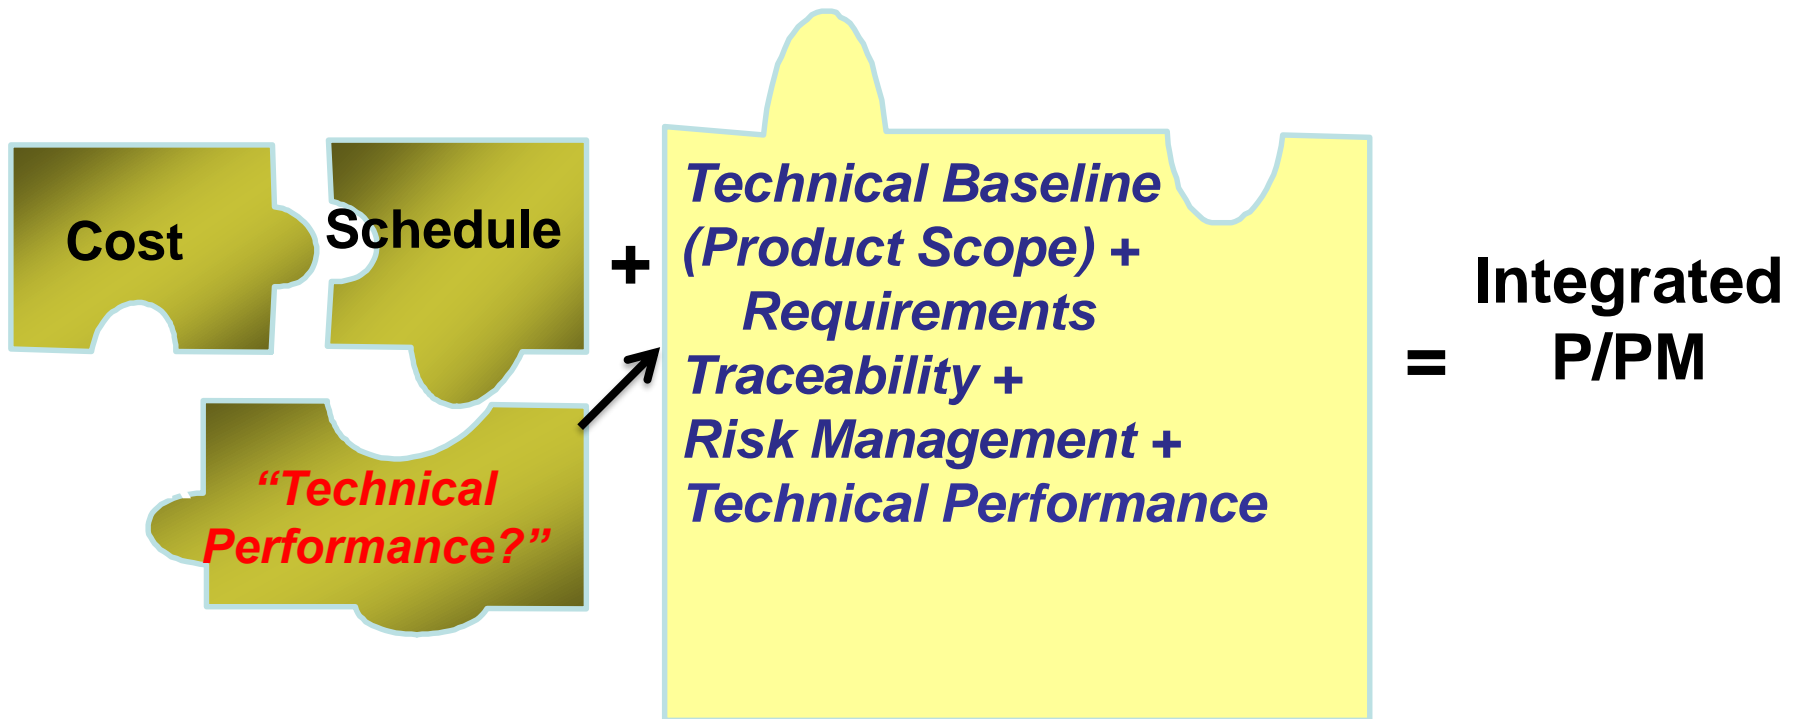 Cost
Schedule
“Technical
Performance?”
+
Technical Baseline
(Product Scope) +
Requirements
Traceability +
Risk Management +
Technical Performance
=
Integrated
P/PM